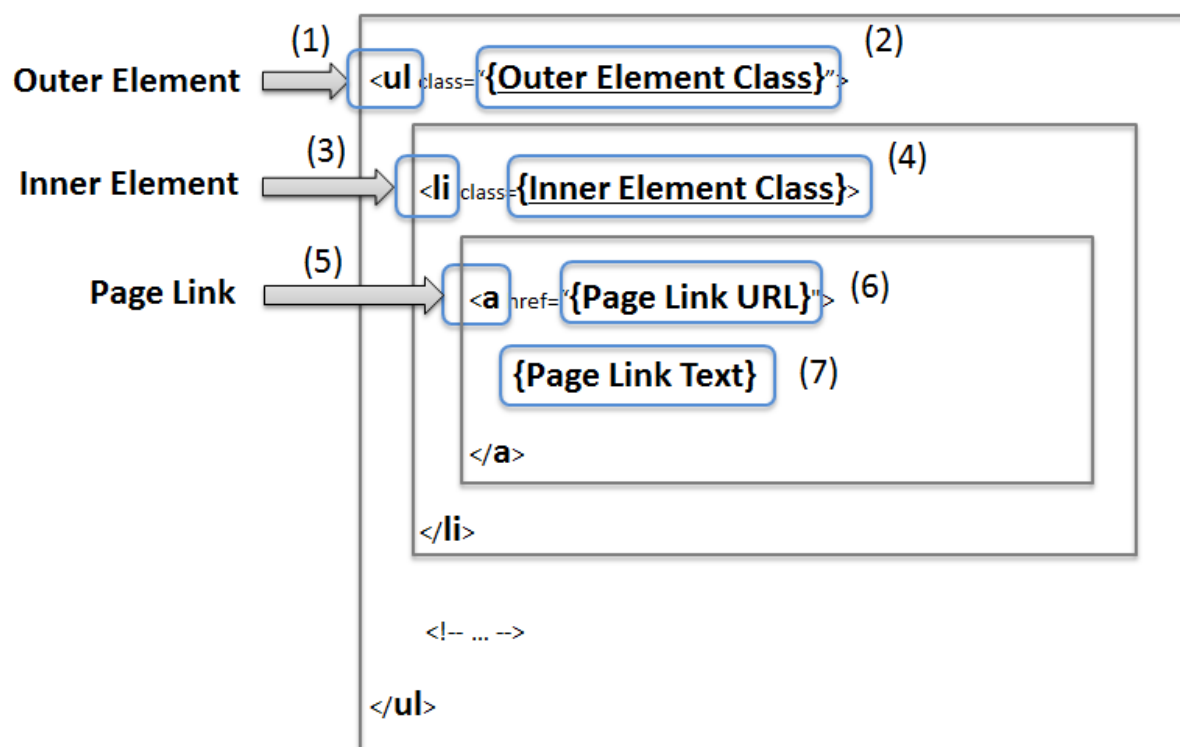 (1) (2)
Outer Element <ul class=“{Outer Element Class}”>
(3) (4)
Inner Element <li class={Inner Element Class}>
(5)
Page Link <a href=“{Page Link URL}"> (6)
{Page Link Text} (7)
</a>
</li>
<!-- ... -->
</ul>